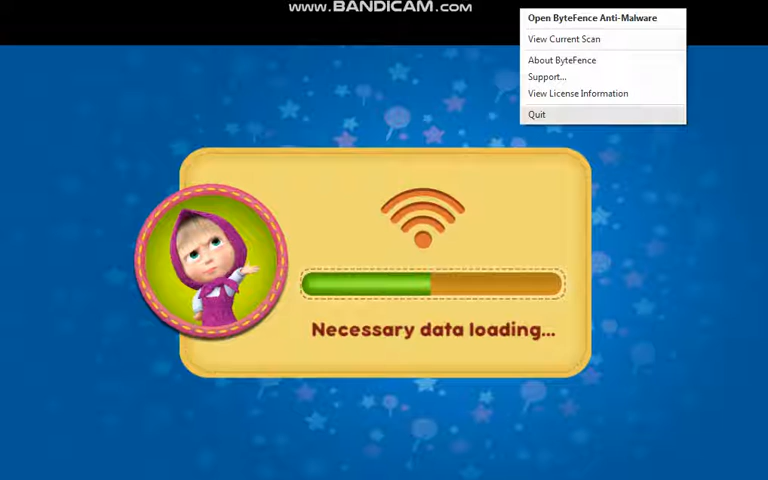 www.BANDICAM.com
Open ByteFence Anti-Malware
View Current Scan
About ByteFence
Support...
View License Information
Quit
Necessary data loading...